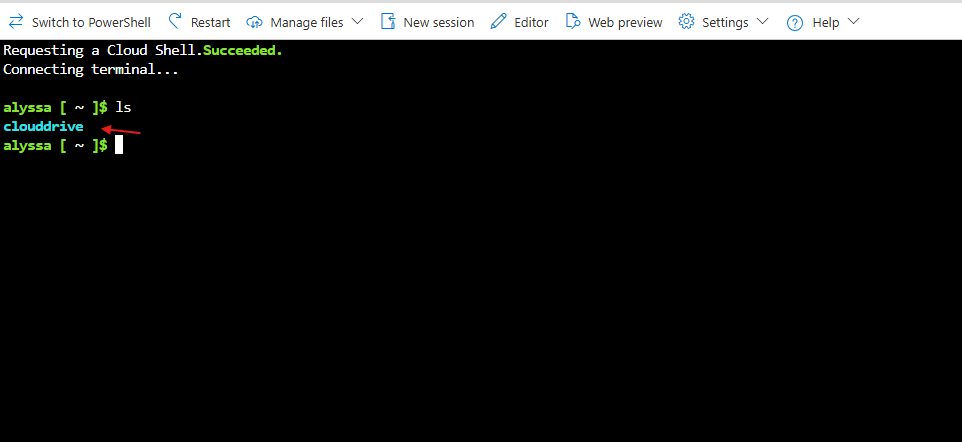 Switch to PowerShell Restart Manage files New session Editor Web preview Settings Help
Requesting a Cloud Shell.Succeeded.
Connecting terminal...
alyssa [ ~ ]$ ls
clouddrive
alyssa [ ~ ]$